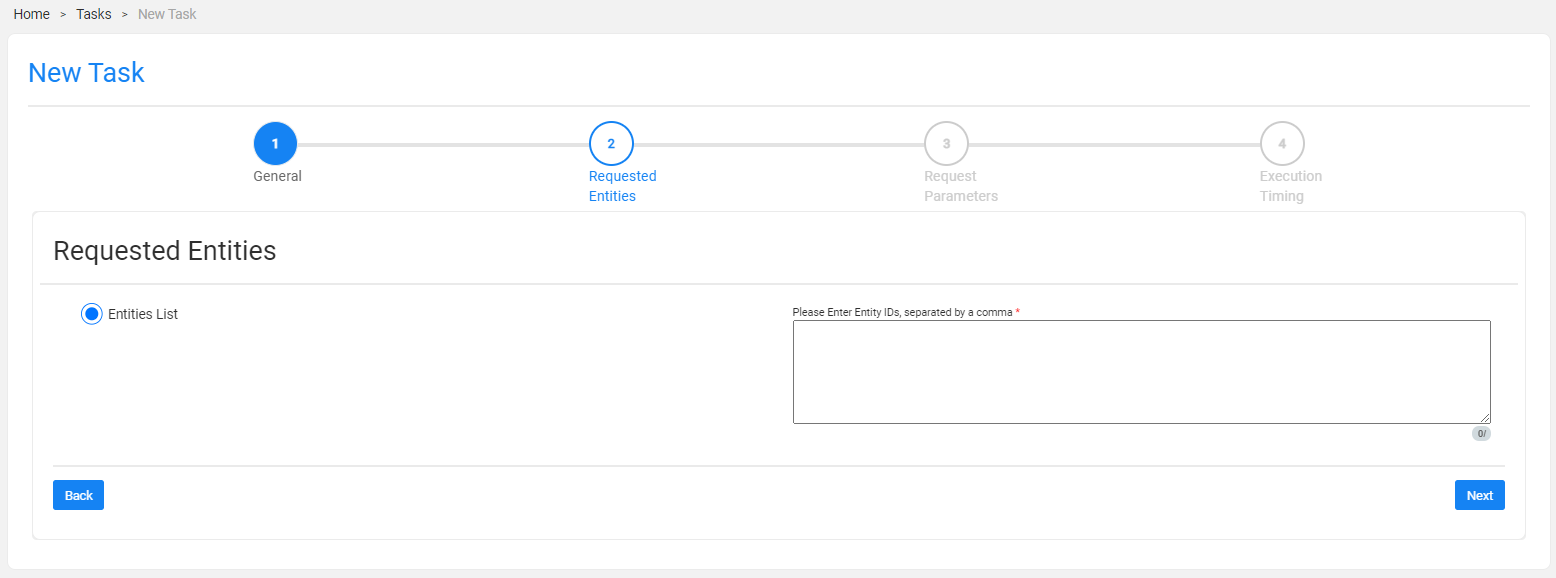 Home > Tasks > New Task
New Task
1
2
3
4
General
Requested
Entities
Request
Parameters
Execution
Timing
Requested Entities
Entities List
Please Enter Entity IDs, separated by a comma *
0/
Back
Next